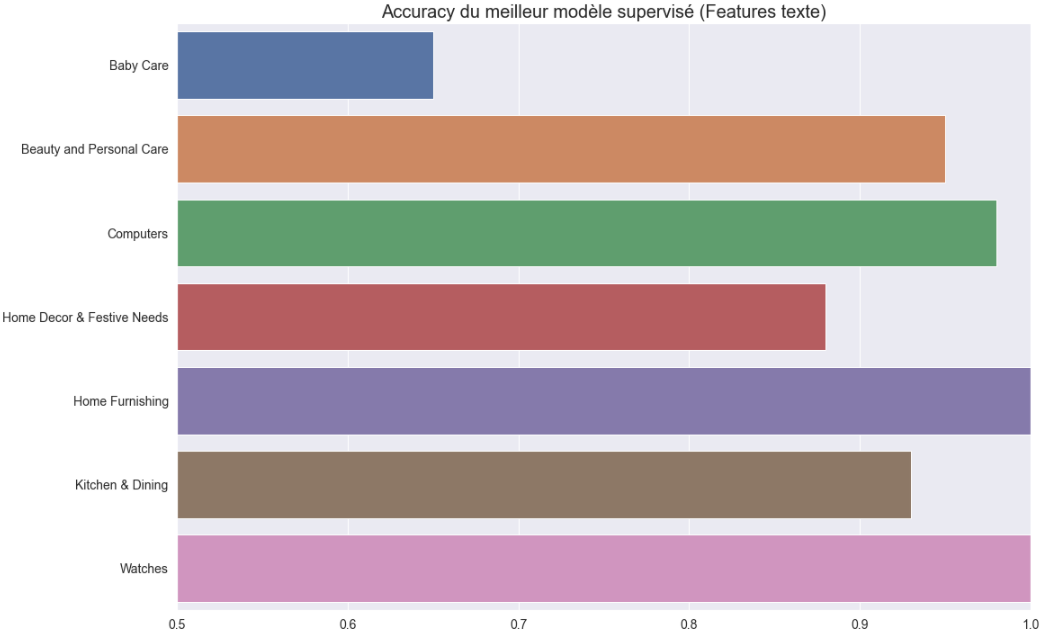 Accuracy du meilleur modèle supervisé (Features texte)
Baby Care
Beauty and Personal Care
Computers
Home Decor & Festive Needs
Home Furnishing
Kitchen & Dining
Watches
0.5 0.6 0.7 0.8 0.9 1.0